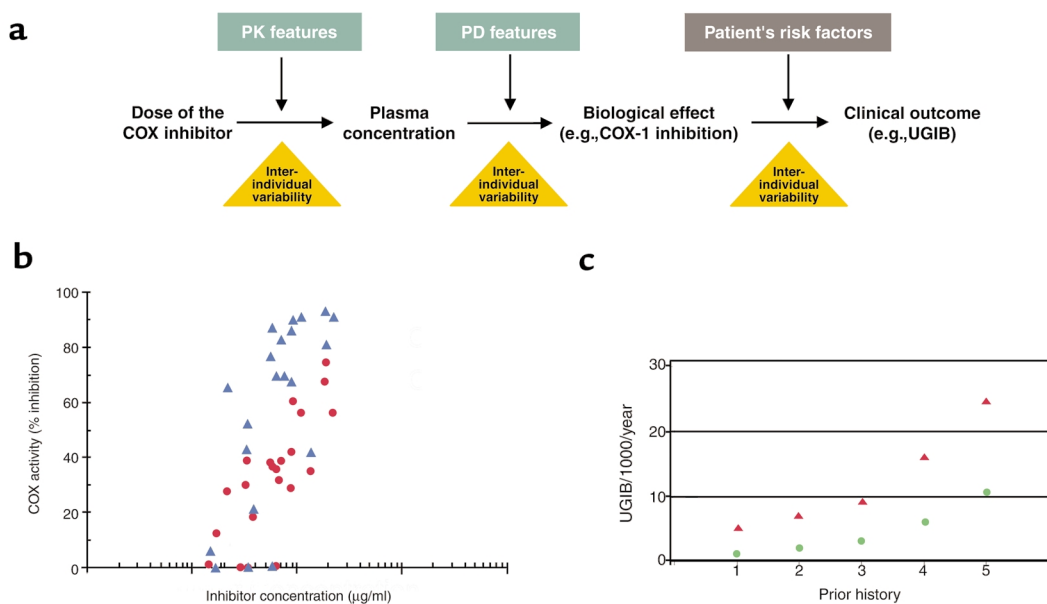 a
PK features
PD features
Patient's risk factors
Dose of the
COX inhibitor
Plasma
concentration
Biological effect
(e.g.,COX-1 inhibition)
Clinical outcome
(e.g.,UGIB)
Inter-
individual
variability
Inter-
individual
variability
Inter-
individual
variability
b
COX activity (% inhibition)
100
80
60
40
20
0
Inhibitor concentration (μg/ml)
c
UGIB/1000/year
30
20
10
0
1 2 3 4 5
Prior history